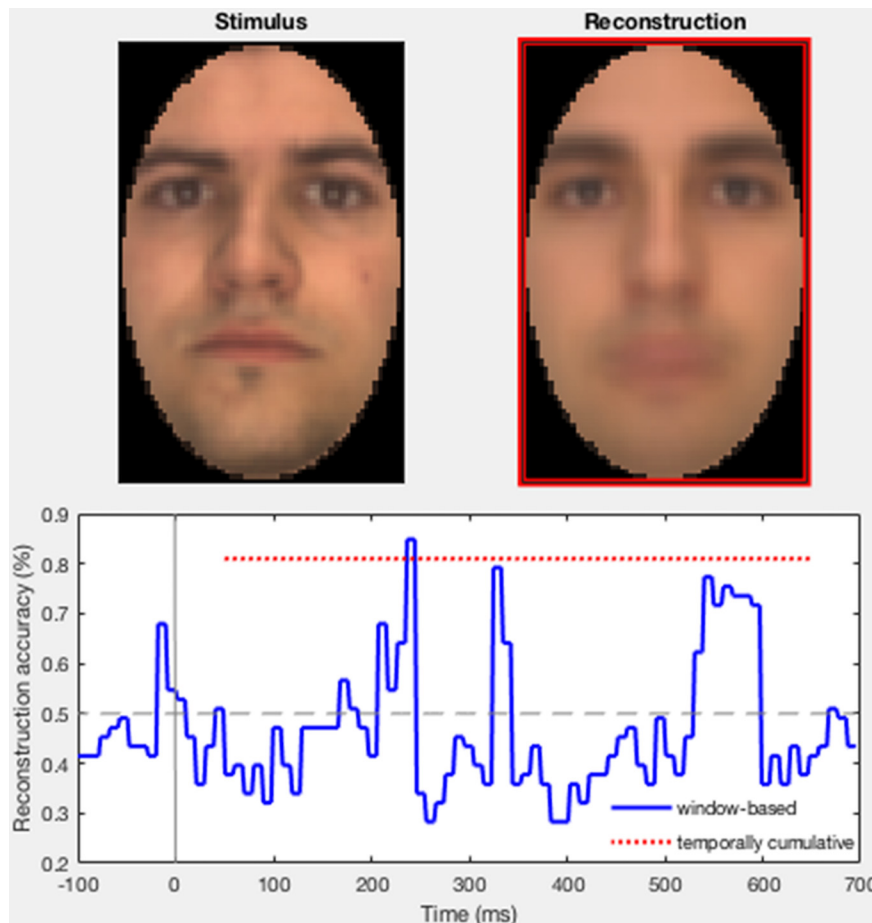 Stimulus
Reconstruction
Reconstruction accuracy (%)
0.9
0.8
0.7
0.6
0.5
0.4
0.3
0.2
window-based
temporally cumulative
-100 0 100 200 300 400 500 600 700
Time (ms)